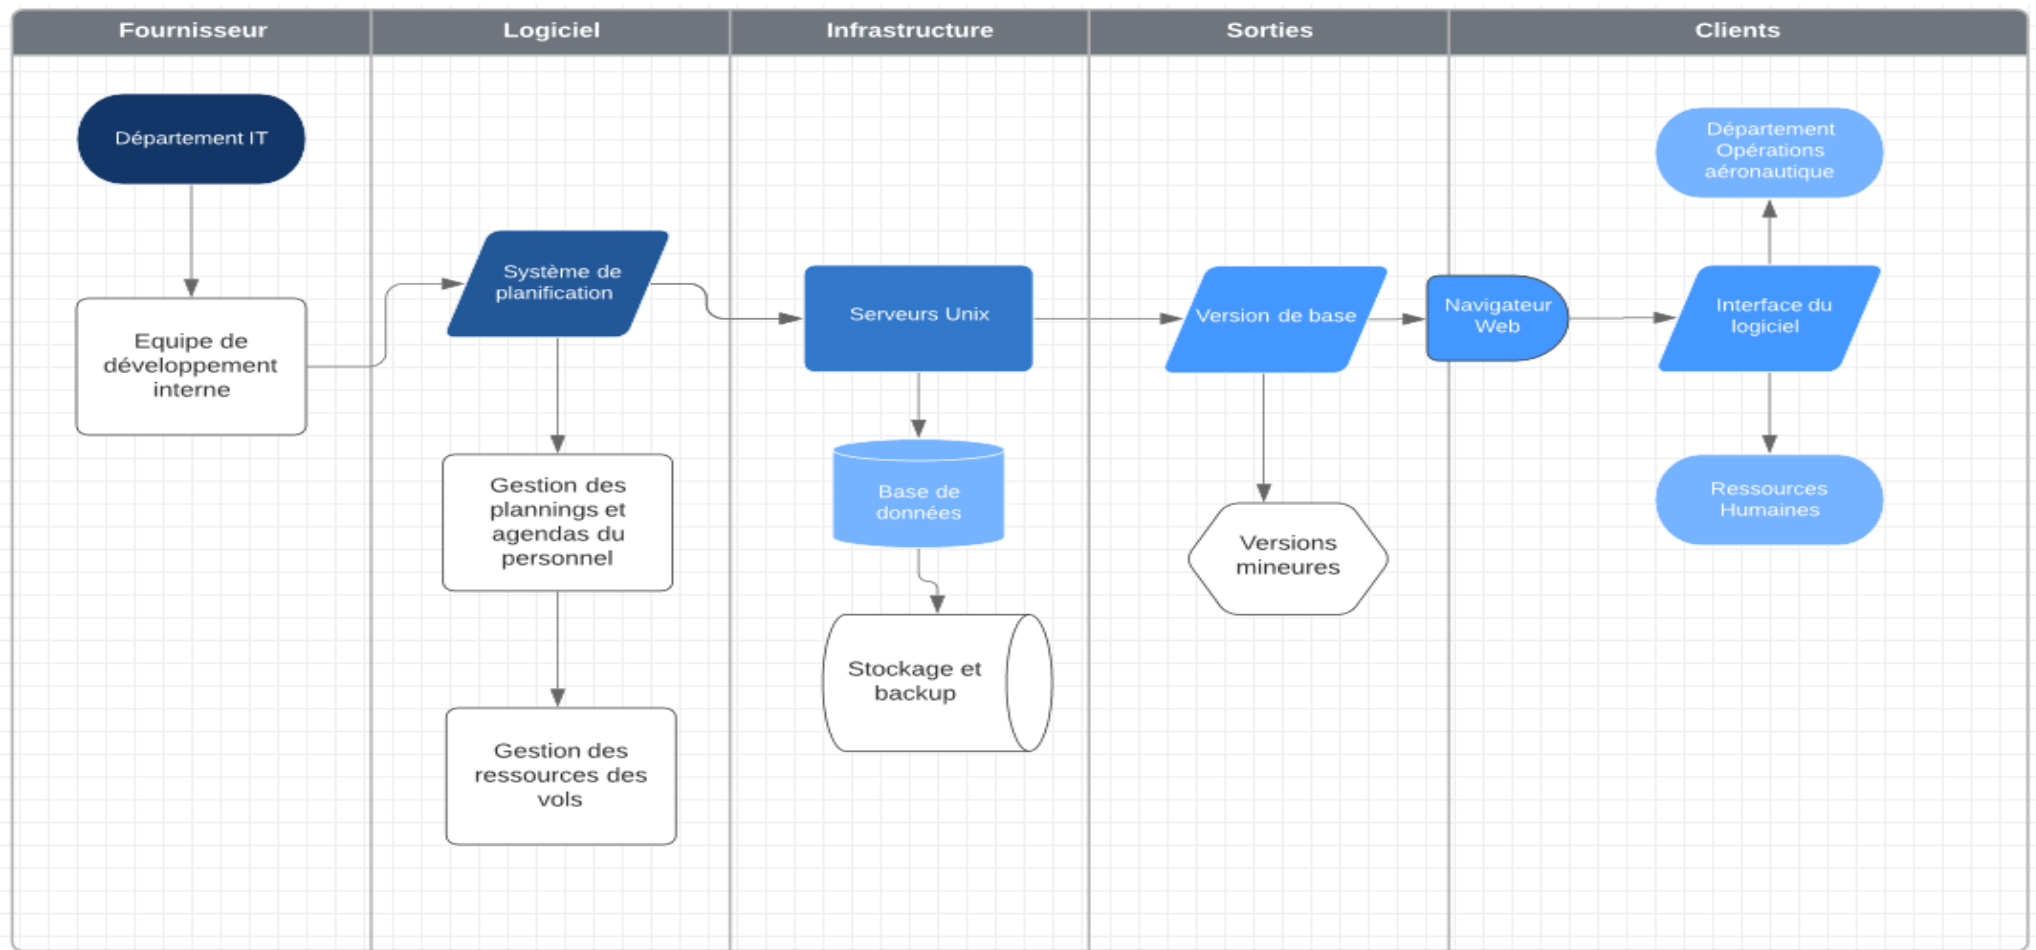 Fournisseur
Logiciel
Infrastructure
Sorties
Clients
Département IT
Equipe de
développement
interne
Système de
planification
Gestion des
plannings et
agendas du
personnel
Gestion des
ressources des
vols
Serveurs Unix
Base de
données
Stockage et
backup
Version de base
Versions
mineures
Navigateur
Web
Département
Opérations
aéronautique
Interface du
logiciel
Ressources
Humaines